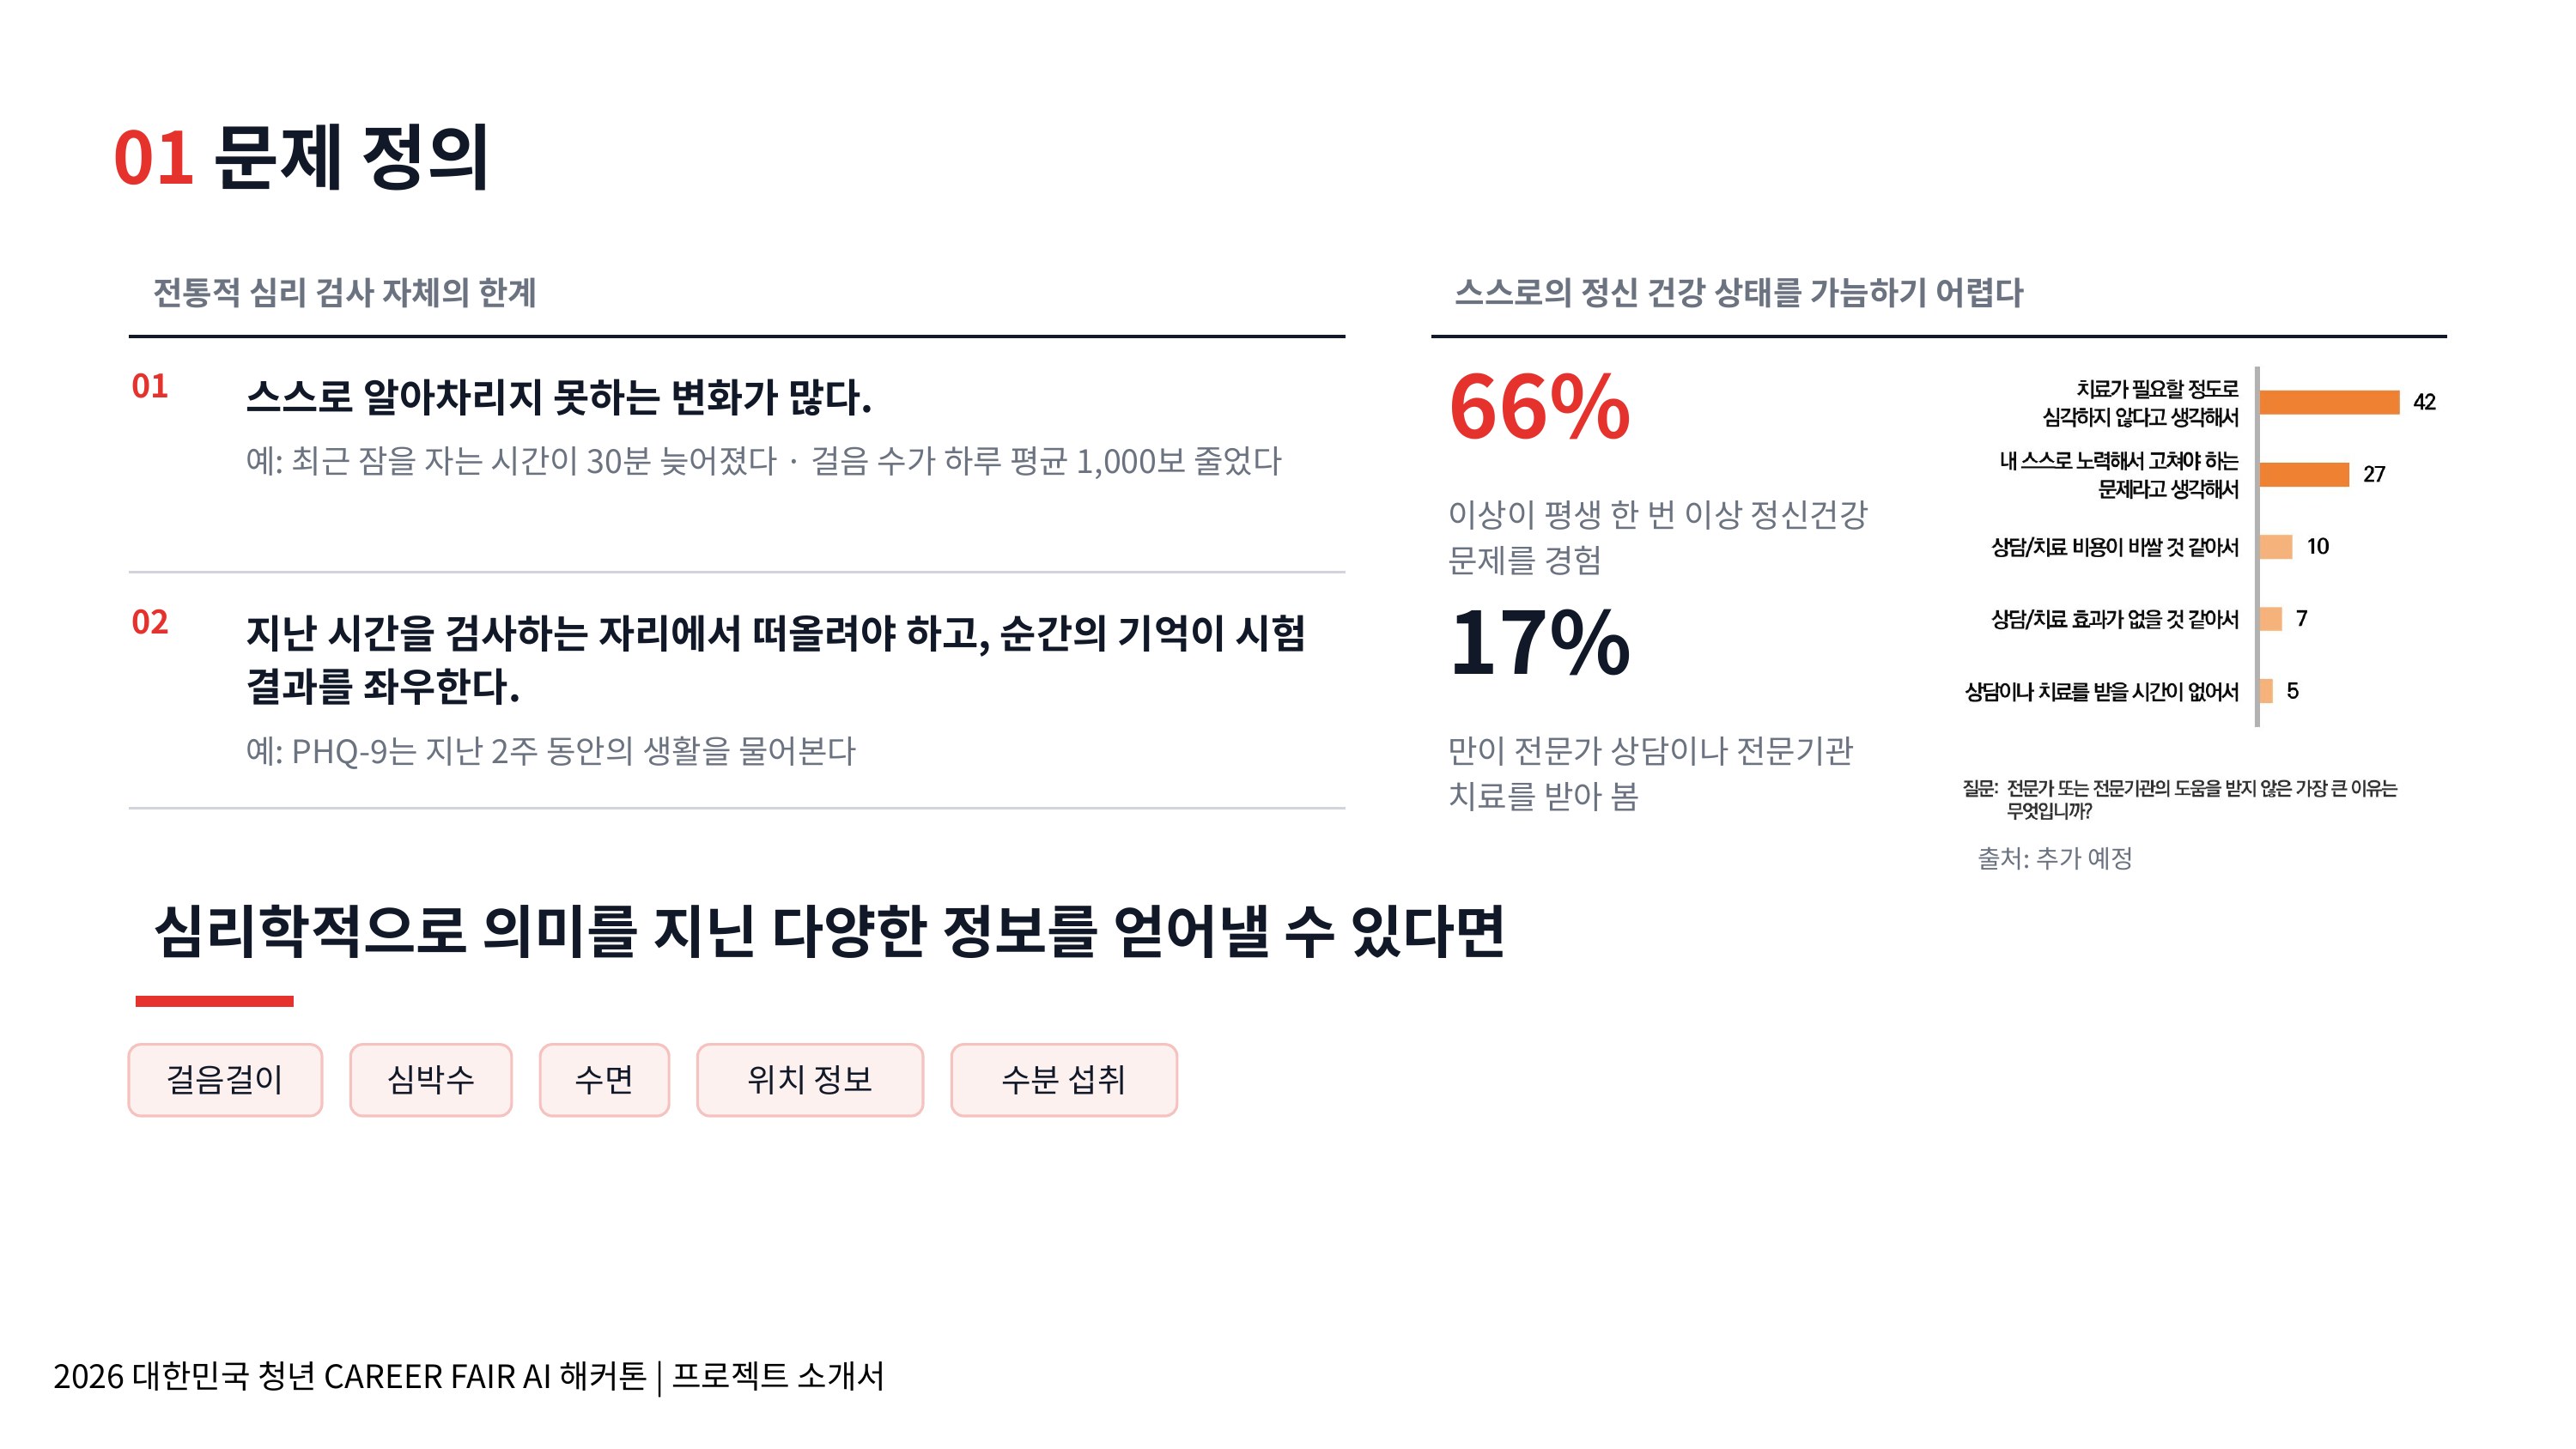 01 문제 정의
전통적 심리 검사 자체의 한계
01
스스로 알아차리지 못하는 변화가 많다.
예: 최근 잠을 자는 시간이 30분 늦어졌다 · 걸음 수가 하루 평균 1,000보 줄었다
02
지난 시간을 검사하는 자리에서 떠올려야 하고, 순간의 기억이 시험
결과를 좌우한다.
예: PHQ-9는 지난 2주 동안의 생활을 물어본다
스스로의 정신 건강 상태를 가늠하기 어렵다
66%
이상이 평생 한 번 이상 정신건강
문제를 경험
17%
만이 전문가 상담이나 전문기관
치료를 받아 봄
치료가 필요할 정도로
심각하지 않다고 생각해서
42
내 스스로 노력해서 고쳐야 하는
문제라고 생각해서
27
상담/치료 비용이 비쌀 것 같아서
10
상담/치료 효과가 없을 것 같아서
7
상담이나 치료를 받을 시간이 없어서
5
질문: 전문가 또는 전문기관의 도움을 받지 않은 가장 큰 이유는
무엇입니까?
출처: 추가 예정
심리학적으로 의미를 지닌 다양한 정보를 얻어낼 수 있다면
걸음걸이
심박수
수면
위치 정보
수분 섭취
2026 대한민국 청년 CAREER FAIR AI 해커톤 | 프로젝트 소개서